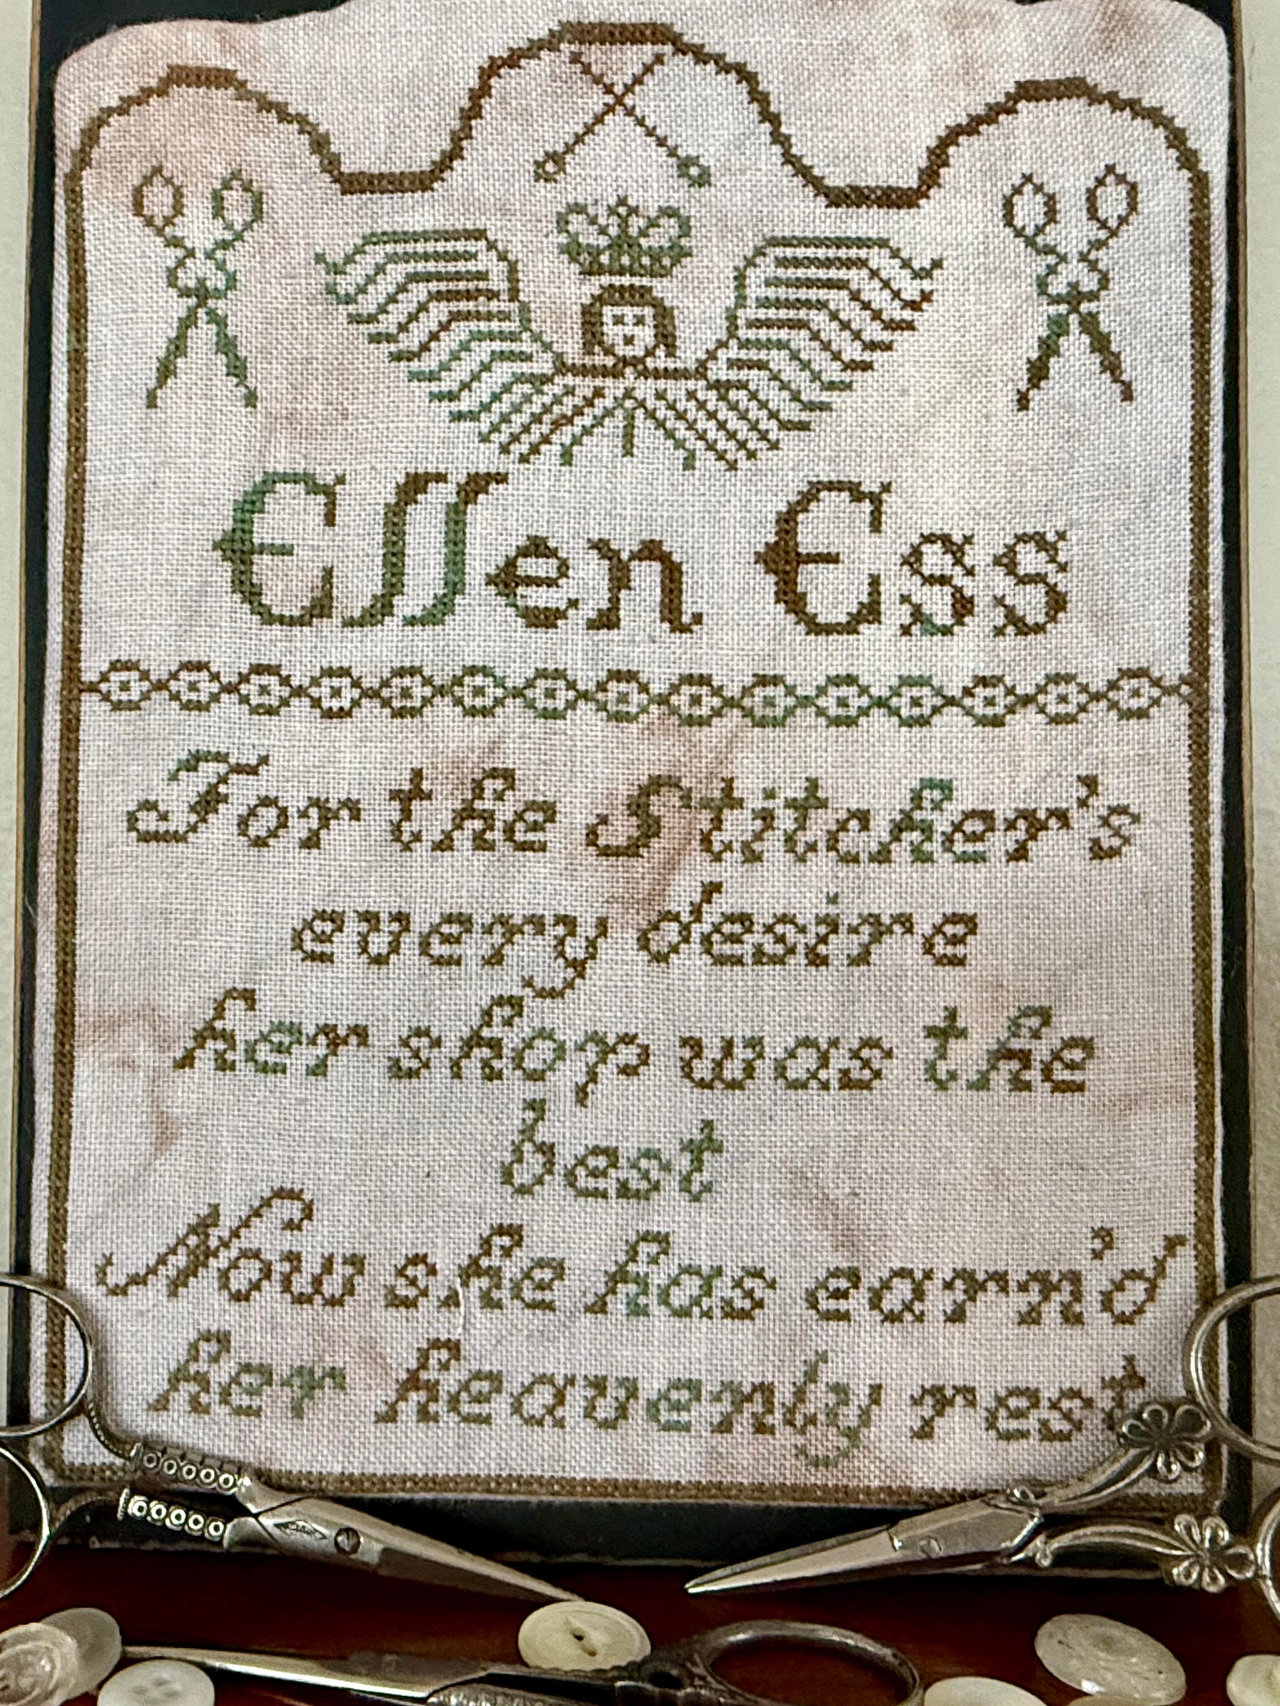 Ellen Ess
For the Stitcher's
every desire
her shop was the
best
Now she has earn'd
her heavenly rest